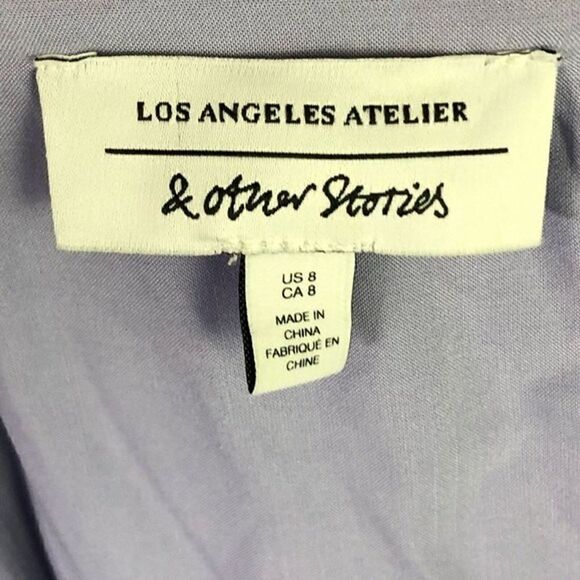 LOS ANGELES ATELIER
& other Stories
US 8
CA 8
MADE IN
CHINA
FABRIQUÉ EN
CHINE